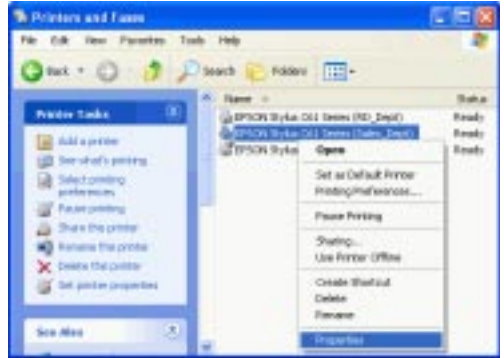 Printers and Faxes
File Edit View Favorites Tools Help
Back Search Folders
Printer Tasks
Add a printer
See what's printing
Select printing
preferences
Pause printing
Share this printer
Rename this printer
Delete this printer
Set printer properties
See Also
Name Status
EPSON Stylus C61 Series (RD_Dept) Ready
EPSON Stylus C61 Series (Sales_Dept) Ready
EPSON Stylus Ready
Open
Set as Default Printer
Printing Preferences...
Pause Printing
Sharing...
Use Printer Offline
Create Shortcut
Delete
Rename
Properties